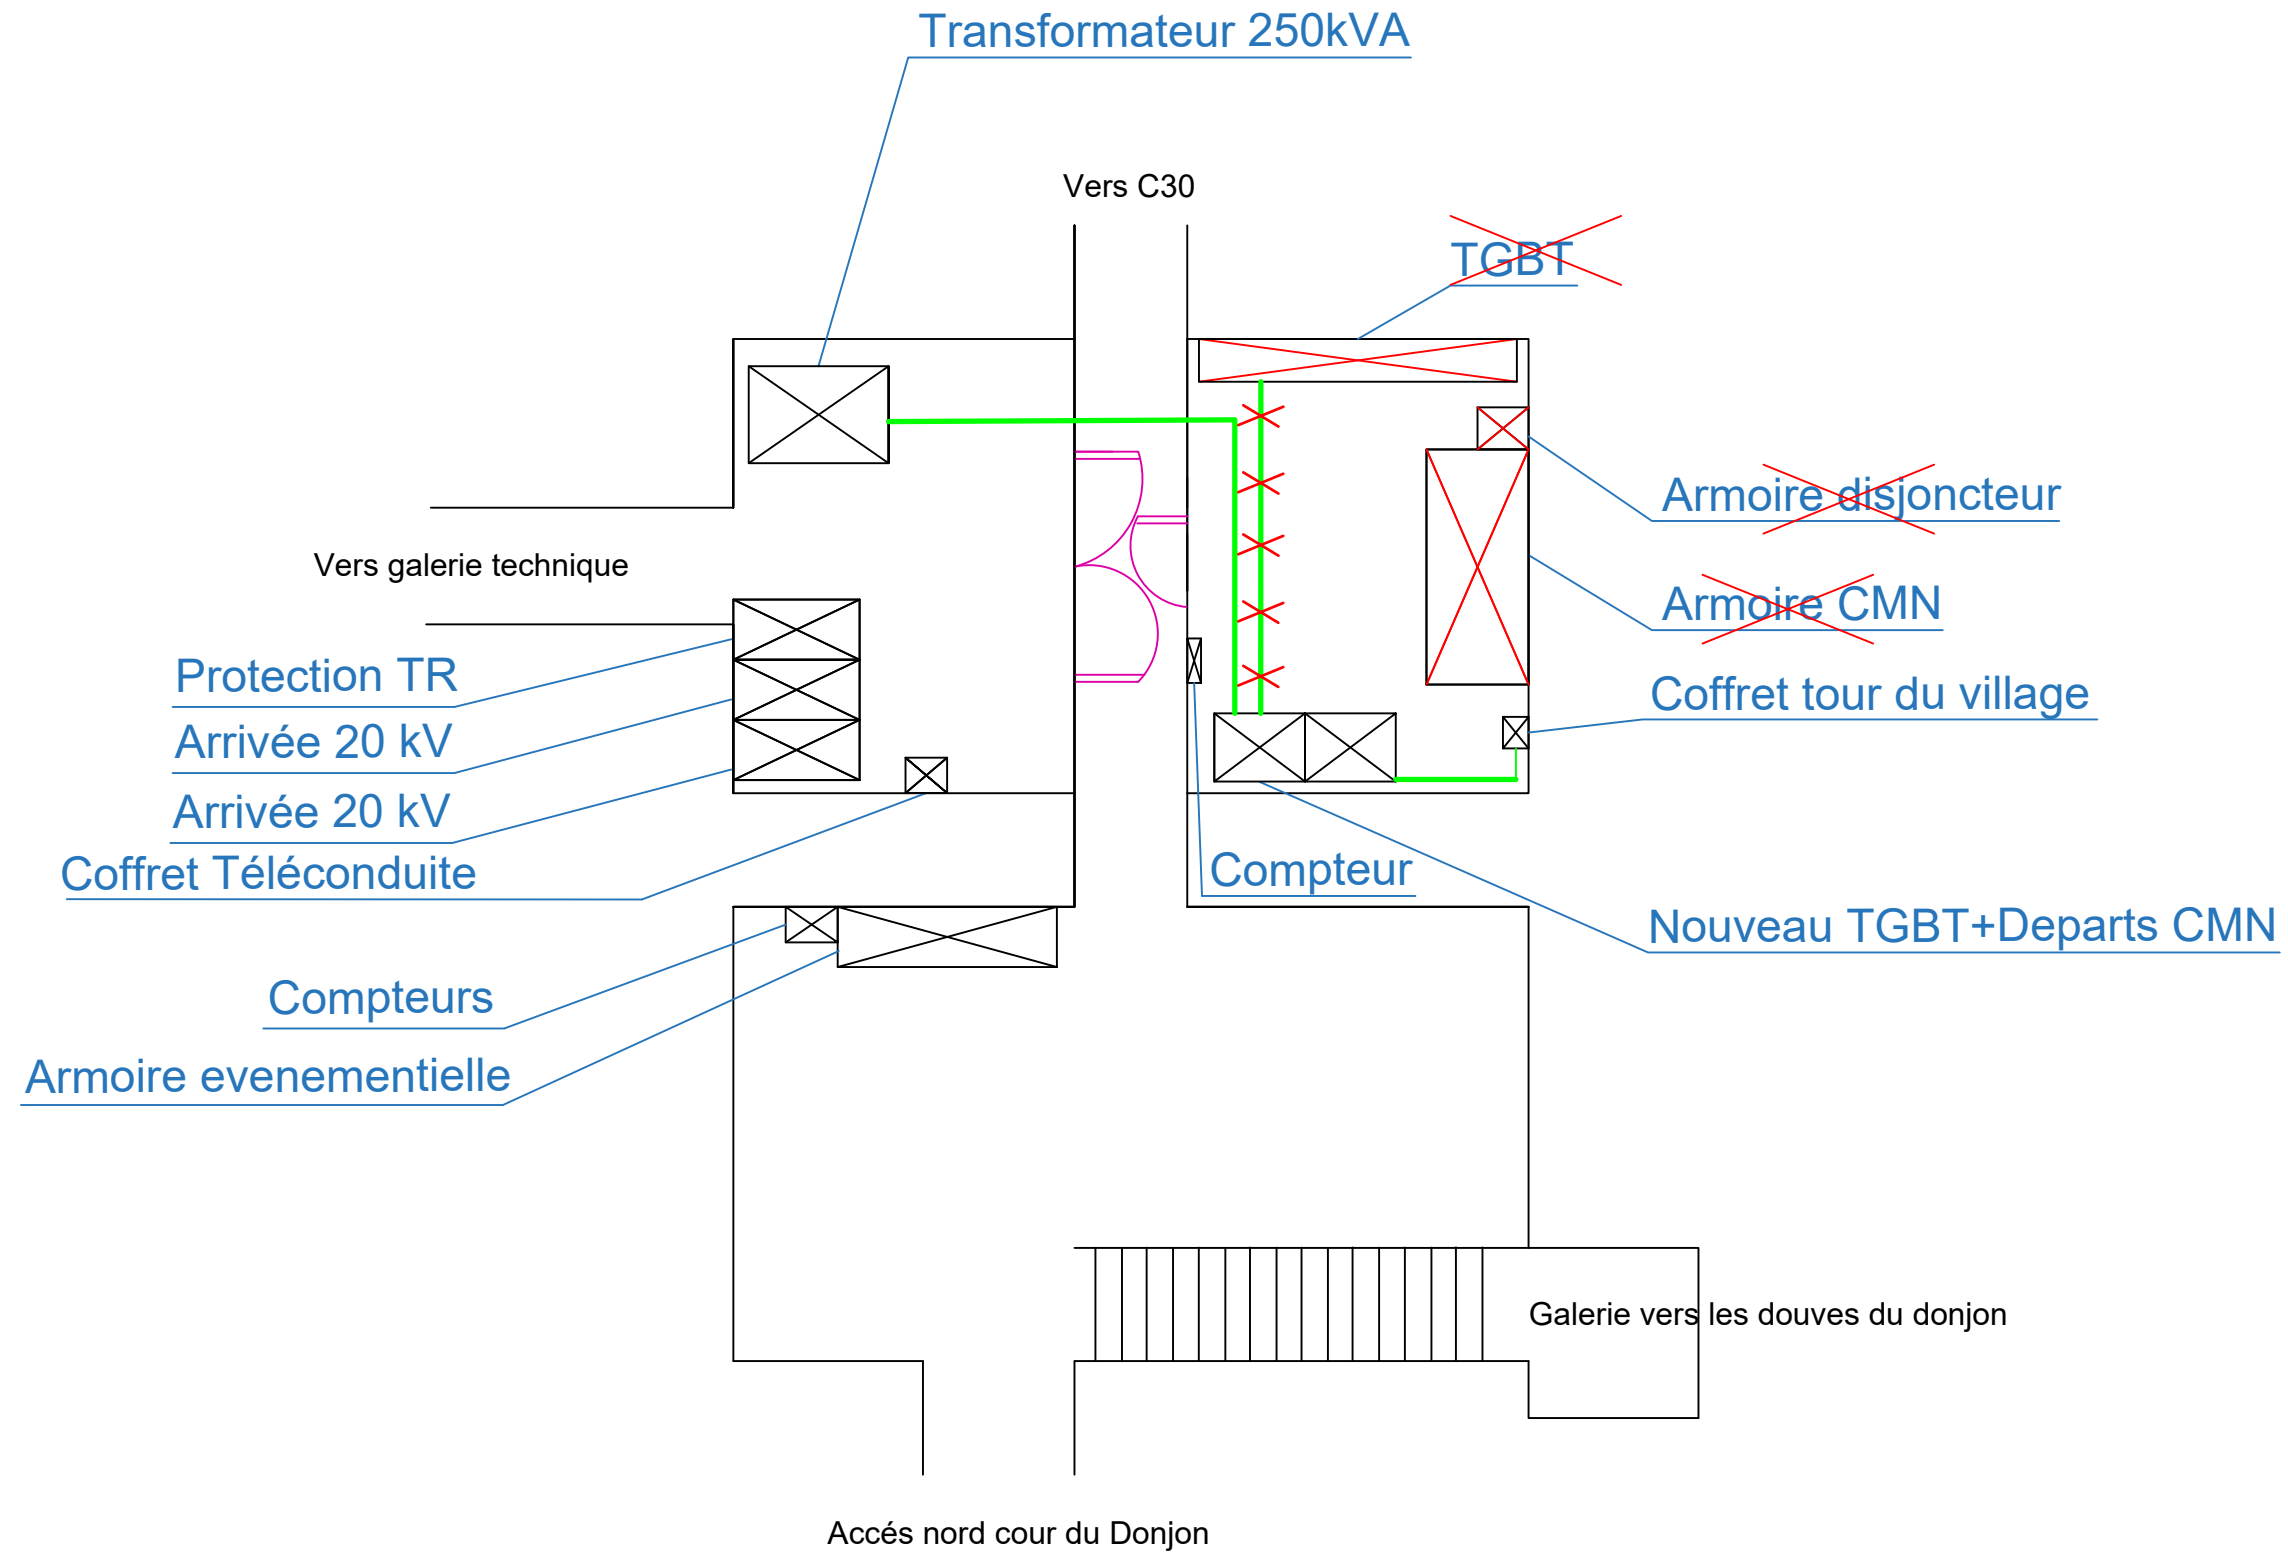 Transformateur 250kVA
Vers C30
TGBT
Armoire disjoncteur
Vers galerie technique
Armoire CMN
Protection TR
Coffret tour du village
Arrivée 20 kV
Arrivée 20 kV
Coffret Téléconduite
Compteur
Nouveau TGBT+Departs CMN
Compteurs
Armoire evenementielle
Galerie vers les douves du donjon
Accés nord cour du Donjon